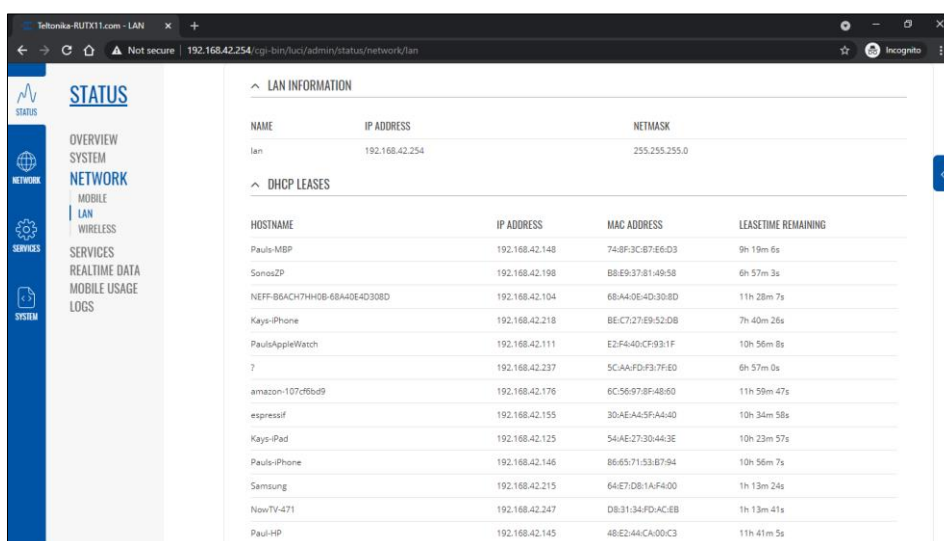 Teltonika-RUTX11.com - LAN
Not secure | 192.168.42.254/cgi-bin/luci/admin/status/network/lan Incognito
STATUS
NETWORK
SERVICES
SYSTEM
STATUS
OVERVIEW
SYSTEM
NETWORK
MOBILE
LAN
WIRELESS
SERVICES
REALTIME DATA
MOBILE USAGE
LOGS
LAN INFORMATION
NAME IP ADDRESS NETMASK
lan 192.168.42.254 255.255.255.0
DHCP LEASES
HOSTNAME IP ADDRESS MAC ADDRESS LEASETIME REMAINING
Pauls-MBP 192.168.42.148 74:8F:3C:B7:E6:D3 9h 19m 6s
SonosZP 192.168.42.198 B8:E9:37:81:49:58 6h 57m 3s
NEFF-B6ACH7HH0B-68A40E4D308D 192.168.42.104 68:A4:0E:4D:30:8D 11h 28m 7s
Kays-iPhone 192.168.42.218 BE:C7:27:E9:52:DB 7h 40m 26s
PaulsAppleWatch 192.168.42.111 E2:F4:40:CF:93:1F 10h 56m 8s
? 192.168.42.237 5C:AA:FD:F3:7F:E0 6h 57m 0s
amazon-107cf6bd9 192.168.42.176 6C:56:97:8F:48:60 11h 59m 47s
espressif 192.168.42.155 30:AE:A4:5F:A4:40 10h 34m 58s
Kays-iPad 192.168.42.125 54:AE:27:30:44:3E 10h 23m 57s
Pauls-iPhone 192.168.42.146 86:65:71:53:B7:94 10h 56m 7s
Samsung 192.168.42.215 64:E7:D8:1A:F4:00 1h 13m 24s
NowTV-471 192.168.42.247 D8:31:34:FD:AC:EB 1h 13m 41s
Paul-HP 192.168.42.145 48:E2:44:CA:00:C3 11h 41m 5s